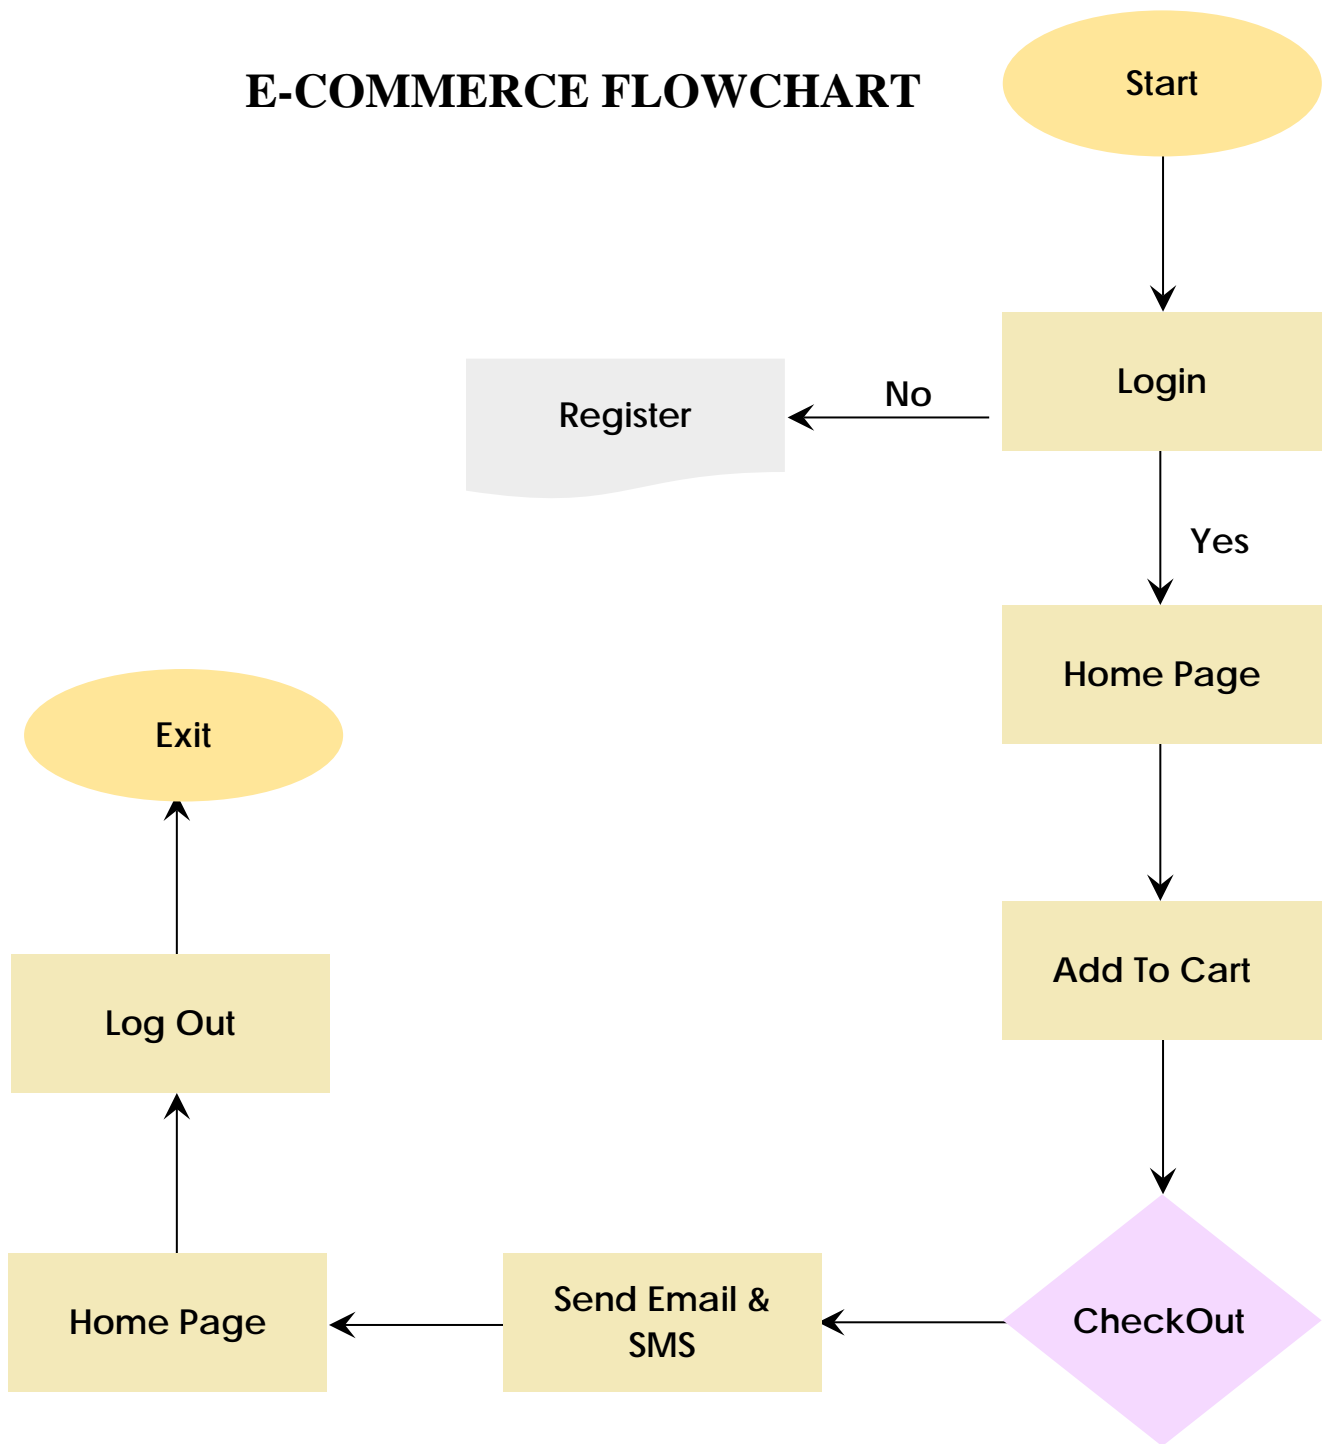 E-COMMERCE FLOWCHART
Start
Login
No
Register
Yes
Home Page
Exit
Add To Cart
Log Out
CheckOut
Send Email &
SMS
Home Page